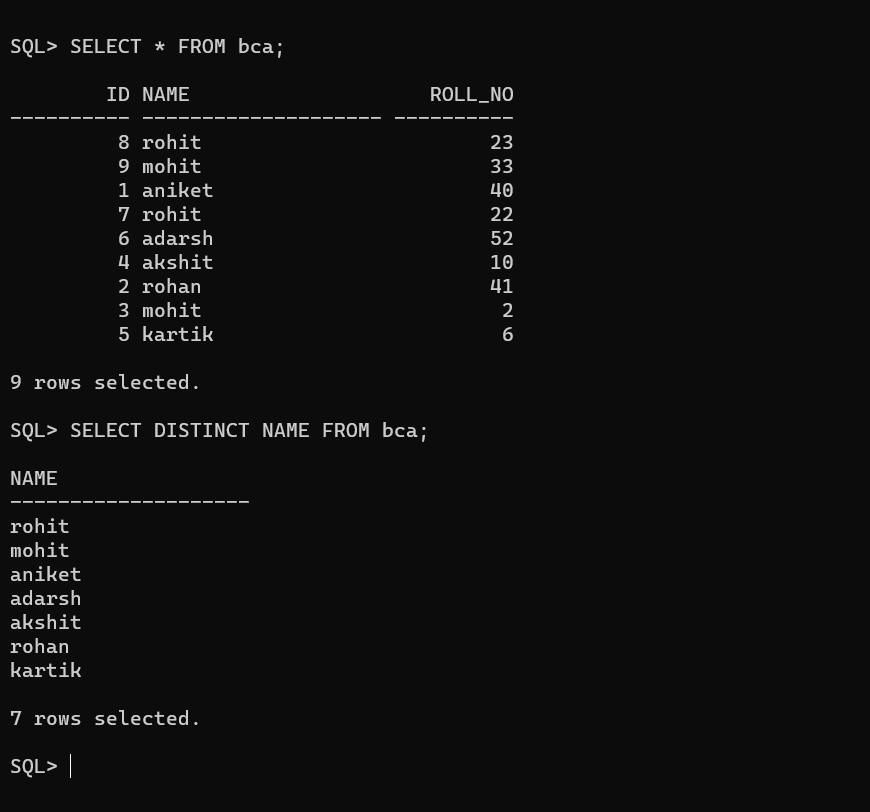 SQL> SELECT * FROM bca;
        ID NAME                    ROLL_NO
---------- -------------------- ----------
         8 rohit                        23
         9 mohit                        33
         1 aniket                       40
         7 rohit                        22
         6 adarsh                       52
         4 akshit                       10
         2 rohan                        41
         3 mohit                         2
         5 kartik                        6
9 rows selected.
SQL> SELECT DISTINCT NAME FROM bca;
NAME
--------------------
rohit
mohit
aniket
adarsh
akshit
rohan
kartik
7 rows selected.
SQL>